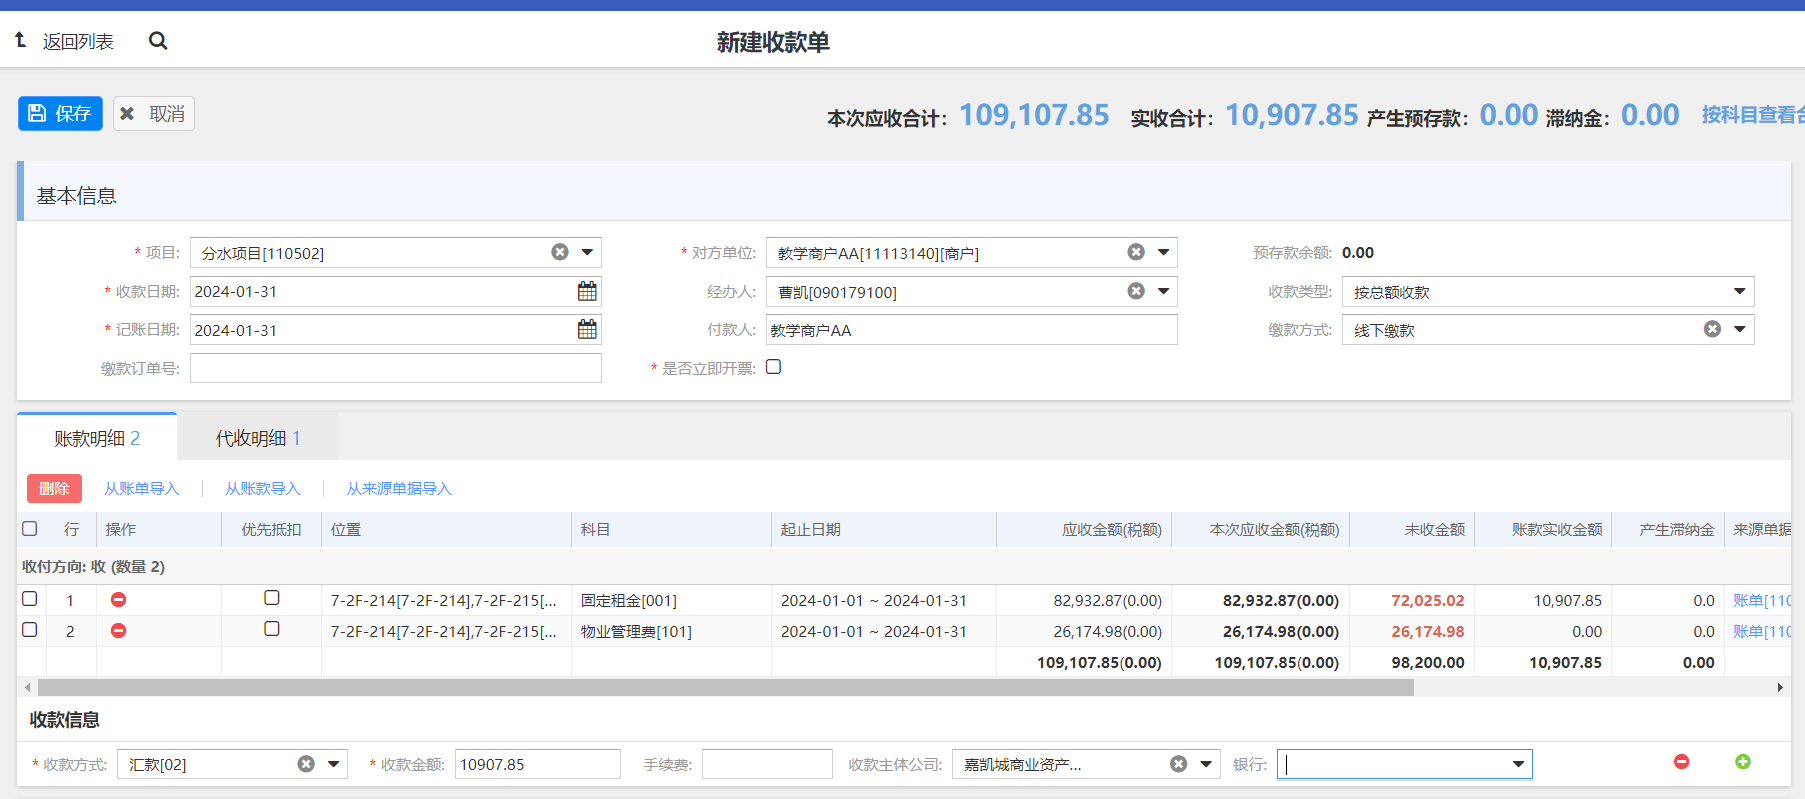 返回列表
新建收款单
保存 取消
本次应收合计：109,107.85 实收合计：10,907.85 产生预存款：0.00 滞纳金：0.00 按科目查看
基本信息
* 项目: 分水项目[110502] * 对方单位: 教学商户AA[11113140][商户] 预存款余额: 0.00
* 收款日期: 2024-01-31 经办人: 曹凯[090179100] 收款类型: 按总额收款
* 记账日期: 2024-01-31 付款人: 教学商户AA 缴款方式: 线下缴款
缴款订单号: * 是否立即开票:
账款明细 2 代收明细 1
删除 从账单导入 从账款导入 从来源单据导入
行 操作 优先抵扣 位置 科目 起止日期 应收金额(税额) 本次应收金额(税额) 未收金额 账款实收金额 产生滞纳金 来源单据
收付方向: 收 (数量 2)
1 7-2F-214[7-2F-214],7-2F-215[... 固定租金[001] 2024-01-01 ~ 2024-01-31 82,932.87(0.00) 82,932.87(0.00) 72,025.02 10,907.85 0.0 账单[110
2 7-2F-214[7-2F-214],7-2F-215[... 物业管理费[101] 2024-01-01 ~ 2024-01-31 26,174.98(0.00) 26,174.98(0.00) 26,174.98 0.00 0.0 账单[110
109,107.85(0.00) 109,107.85(0.00) 98,200.00 10,907.85 0.00
收款信息
* 收款方式: 汇款[02] * 收款金额: 10907.85 手续费: 收款主体公司: 嘉凯城商业资产... 银行: